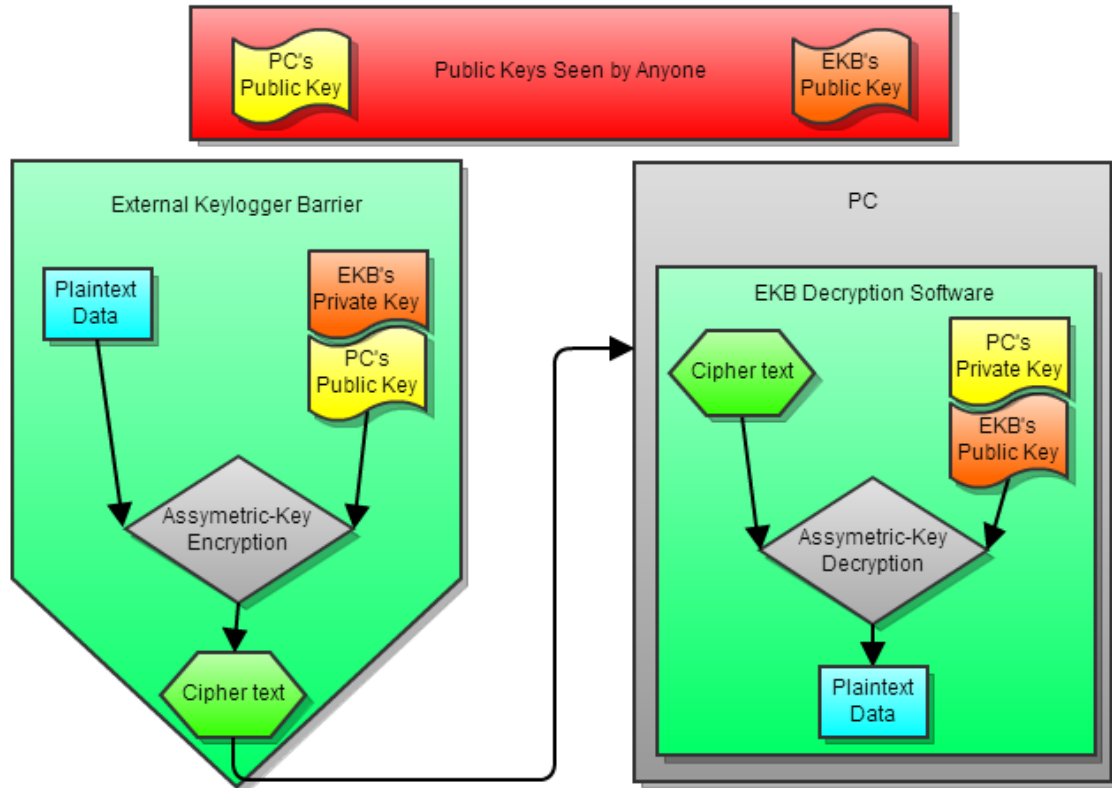 PC's
Public Key
Public Keys Seen by Anyone
EKB's
Public Key
External Keylogger Barrier
Plaintext
Data
EKB's
Private Key
PC's
Public Key
Assymetric-Key
Encryption
Cipher text
PC
EKB Decryption Software
Cipher text
PC's
Private Key
EKB's
Public Key
Assymetric-Key
Decryption
Plaintext
Data